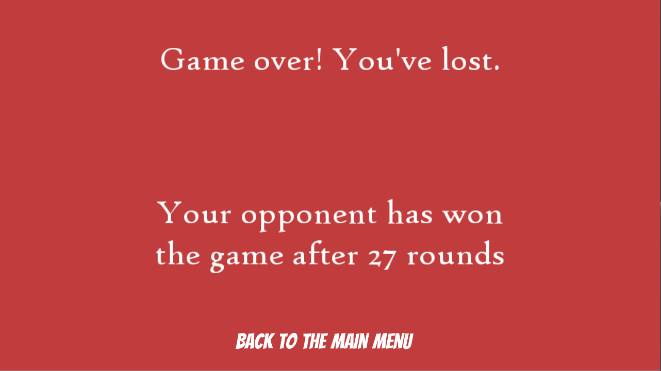 Game over! You've lost.
Your opponent has won
the game after 27 rounds
BACK TO THE MAIN MENU